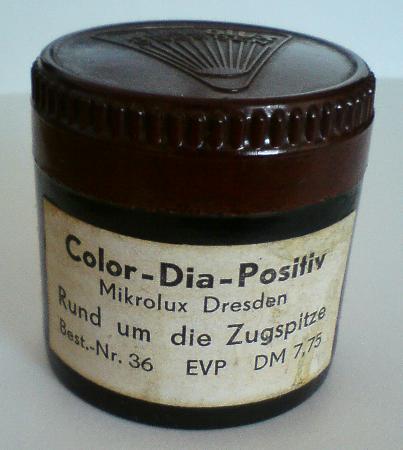 Color-Dia-Positiv
Mikrolux Dresden
Rund um die Zugspitze
Best.-Nr. 36 EVP DM 7,75